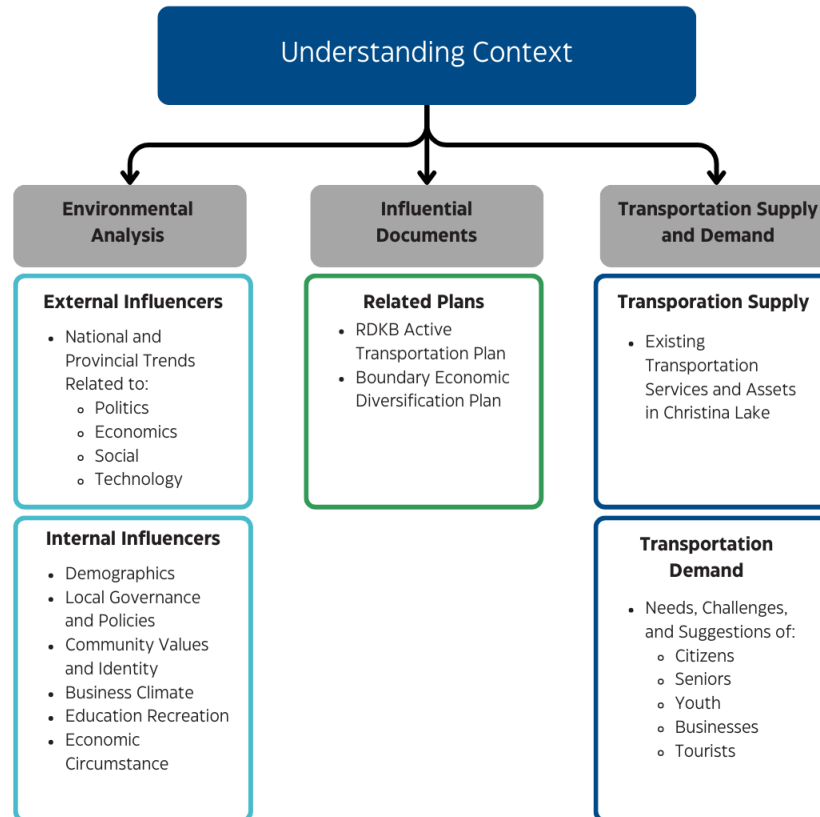 Understanding Context
Environmental
Analysis
External Influencers
• National and
Provincial Trends
Related to:
◦ Politics
◦ Economics
◦ Social
◦ Technology
Internal Influencers
• Demographics
• Local Governance
and Policies
• Community Values
and Identity
• Business Climate
• Education Recreation
• Economic
Circumstance
Influential
Documents
Related Plans
• RDKB Active
Transportation Plan
• Boundary Economic
Diversification Plan
Transportation Supply
and Demand
Transporation Supply
• Existing
Transportation
Services and Assets
in Christina Lake
Transportation
Demand
• Needs, Challenges,
and Suggestions of:
◦ Citizens
◦ Seniors
◦ Youth
◦ Businesses
◦ Tourists